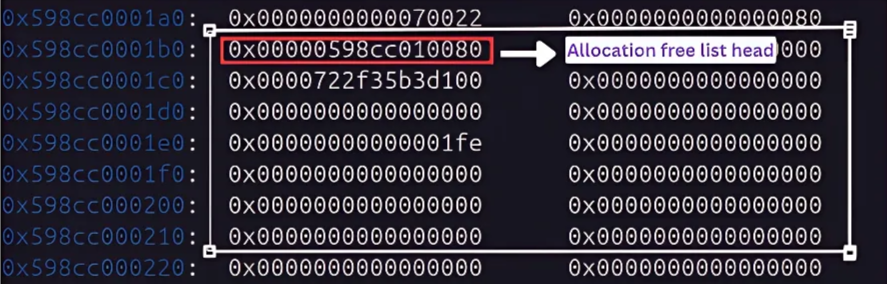 0x598cc0001a0: 0x0000000000070022 0x0000000000000080
0x598cc0001b0: 0x00000598cc010080 Allocation free list head 000
0x598cc0001c0: 0x0000722f35b3d100 0x0000000000000000
0x598cc0001d0: 0x0000000000000000 0x0000000000000000
0x598cc0001e0: 0x00000000000001fe 0x0000000000000000
0x598cc0001f0: 0x0000000000000000 0x0000000000000000
0x598cc000200: 0x0000000000000000 0x0000000000000000
0x598cc000210: 0x0000000000000000 0x0000000000000000
0x598cc000220: 0x0000000000000000 0x0000000000000000